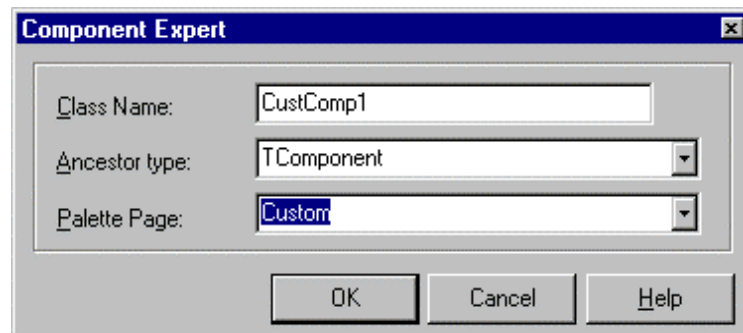 Component Expert
Class Name: CustComp1
Ancestor type: TComponent
Palette Page: Custom
OK Cancel Help